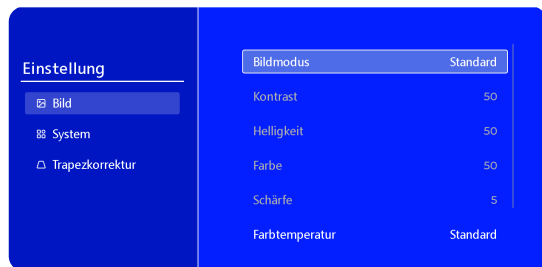 Einstellung
Bild
System
Trapezkorrektur
Bildmodus Standard
Kontrast 50
Helligkeit 50
Farbe 50
Schärfe 5
Farbtemperatur Standard